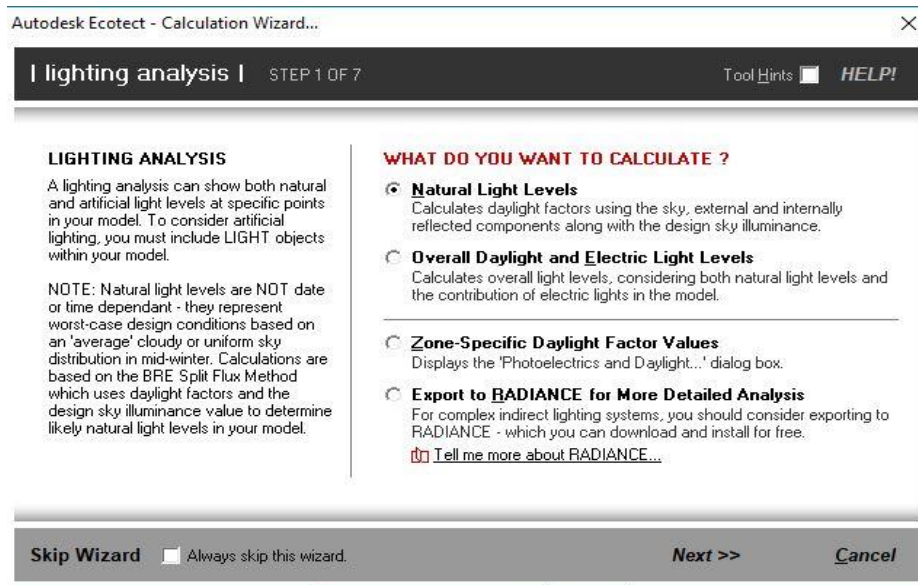 Autodesk Ecotect - Calculation Wizard...
| lighting analysis | STEP 1 OF 7
Tool Hints HELP!
LIGHTING ANALYSIS
A lighting analysis can show both natural
and artificial light levels at specific points
in your model. To consider artificial
lighting, you must include LIGHT objects
within your model.
NOTE: Natural light levels are NOT date
or time dependant - they represent
worst-case design conditions based on
an 'average' cloudy or uniform sky
distribution in mid-winter. Calculations are
based on the BRE Split Flux Method
which uses daylight factors and the
design sky illuminance value to determine
likely natural light levels in your model.
WHAT DO YOU WANT TO CALCULATE ?
Natural Light Levels
Calculates daylight factors using the sky, external and internally
reflected components along with the design sky illuminance.
Overall Daylight and Electric Light Levels
Calculates overall light levels, considering both natural light levels and
the contribution of electric lights in the model.
Zone-Specific Daylight Factor Values
Displays the 'Photoelectrics and Daylight...' dialog box.
Export to RADIANCE for More Detailed Analysis
For complex indirect lighting systems, you should consider exporting to
RADIANCE - which you can download and install for free.
Tell me more about RADIANCE...
Skip Wizard Always skip this wizard.
Next >> Cancel